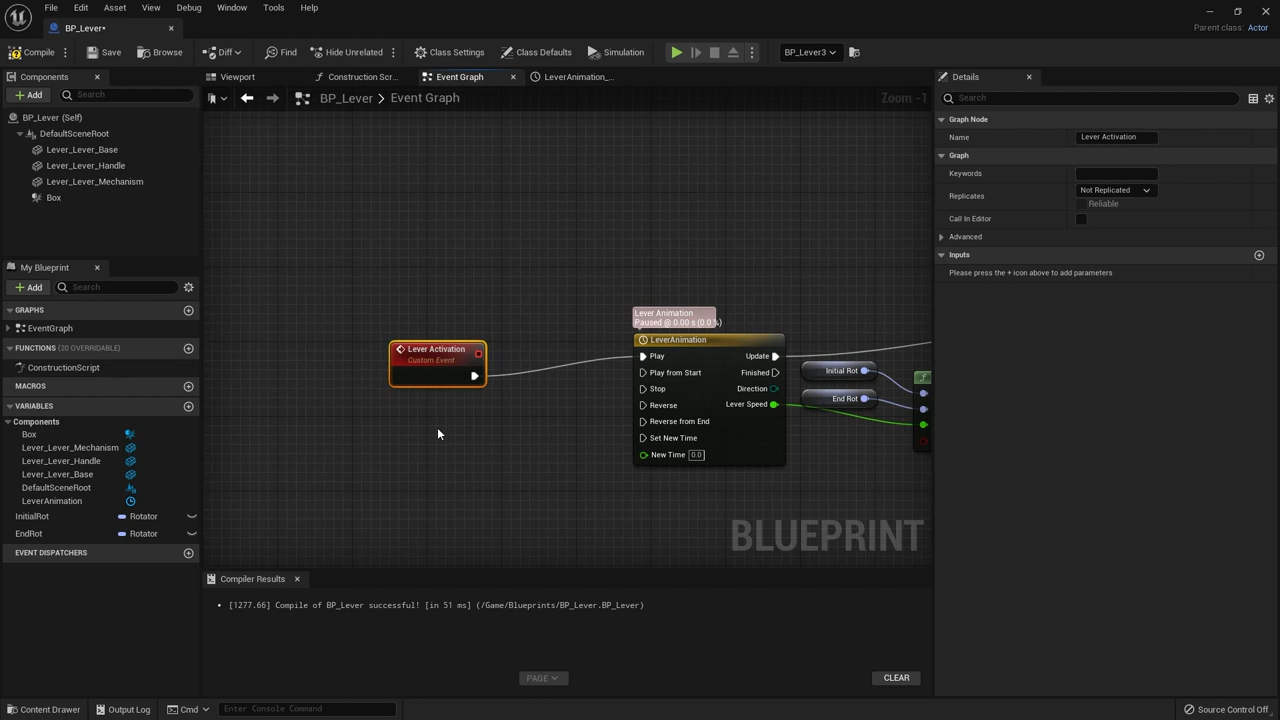 File Edit Asset View Debug Window Tools Help
BP_Lever•
Parent class: Actor
Compile Save Browse Diff Find Hide Unrelated Class Settings Class Defaults Simulation BP_Lever3
Components
Viewport Construction Scr... Event Graph LeverAnimation_...
Details
Add Search
BP_Lever > Event Graph
Zoom -1
Search
BP_Lever (Self)
DefaultSceneRoot
Lever_Lever_Base
Lever_Lever_Handle
Lever_Lever_Mechanism
Box
Graph Node
Name Lever Activation
Graph
Keywords
Replicates Not Replicated
Reliable
Call In Editor
Advanced
Inputs
Please press the + icon above to add parameters
My Blueprint
Add Search
GRAPHS
EventGraph
FUNCTIONS (20 OVERRIDABLE)
ConstructionScript
MACROS
VARIABLES
Components
Box
Lever_Lever_Mechanism
Lever_Lever_Handle
Lever_Lever_Base
DefaultSceneRoot
LeverAnimation
InitialRot Rotator
EndRot Rotator
EVENT DISPATCHERS
Lever Activation
Custom Event
Lever Animation
Paused @ 0.00 s (0.0 %)
LeverAnimation
Play Update
Play from Start Finished
Stop Direction
Reverse Lever Speed
Reverse from End
Set New Time
New Time 0.0
Initial Rot
End Rot
f
BLUEPRINT
Compiler Results
• [1277.66] Compile of BP_Lever successful! [in 51 ms] (/Game/Blueprints/BP_Lever.BP_Lever)
PAGE
CLEAR
Content Drawer Output Log Cmd Enter Console Command Source Control Off